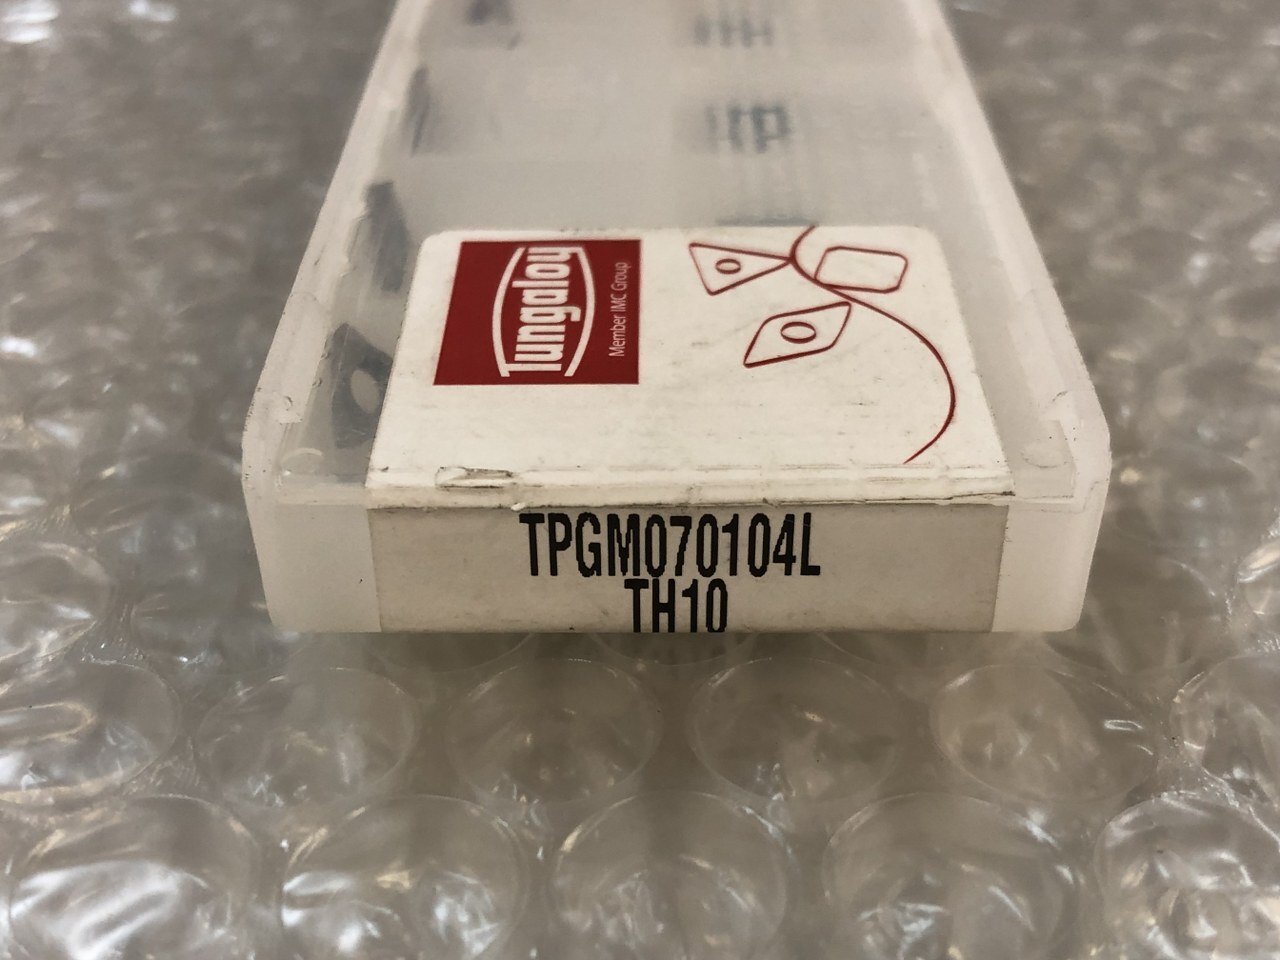 Tungaloy
Member IMC Group
TPGM070104L
TH10